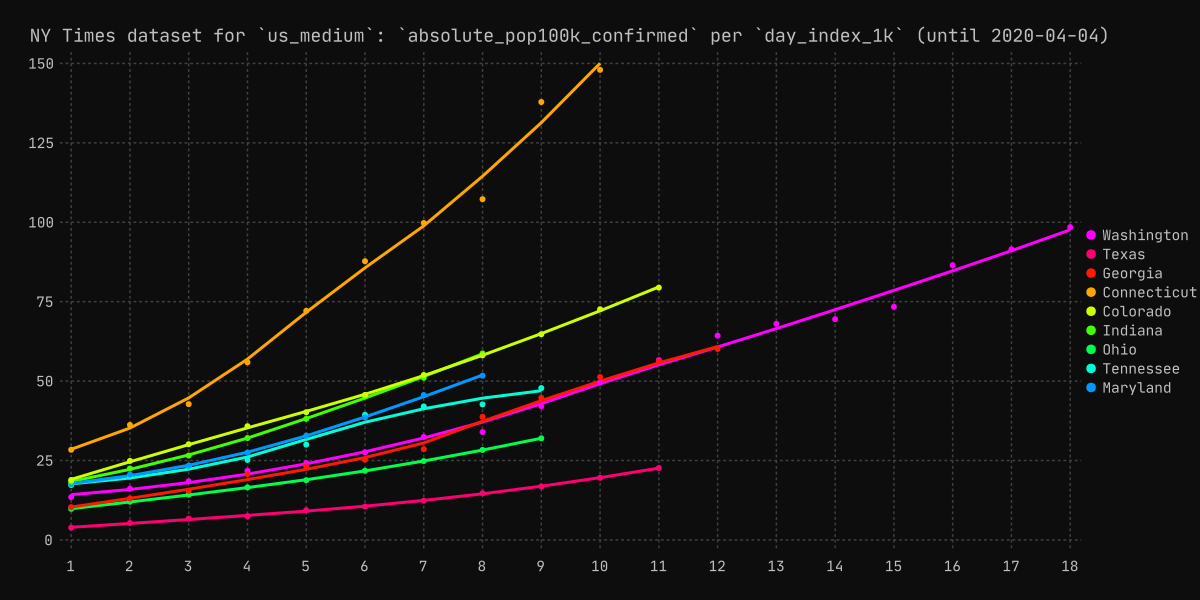 NY Times dataset for `us_medium`: `absolute_pop100k_confirmed` per `day_index_1k` (until 2020-04-04)
150
125
100
75
50
25
0
1 2 3 4 5 6 7 8 9 10 11 12 13 14 15 16 17 18
Washington
Texas
Georgia
Connecticut
Colorado
Indiana
Ohio
Tennessee
Maryland